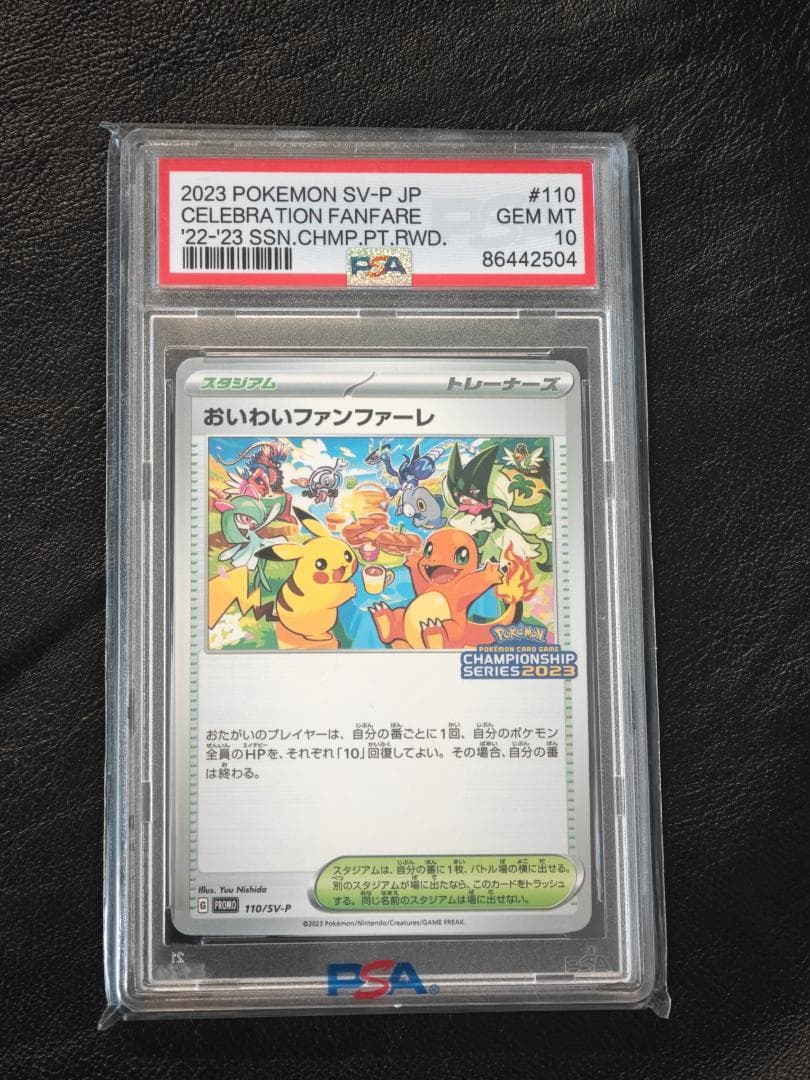 2023 POKEMON SV-P JP #110
CELEBRATION FANFARE GEM MT
'22-'23 SSN.CHMP.PT.RWD. 10
PSA 86442504
スタジアム トレーナーズ
おいわいファンファーレ
Pokémon
POKÉMON CARD GAME
CHAMPIONSHIP
SERIES2023
おたがいのプレイヤーは、自分の番ごとに1回、自分のポケモン
全員のHPを、それぞれ「10」回復してよい。その場合、自分の番
は終わる。
スタジアムは、自分の番に1枚、バトル場の横に出せる。
別のスタジアムが場に出たなら、このカードをトラッシュ
する。同じ名前のスタジアムは場に出せない。
Illus. Yuu Nishida
G PROMO 110/SV-P
©2023 Pokémon/Nintendo/Creatures/GAME FREAK.
PSA®
PSA